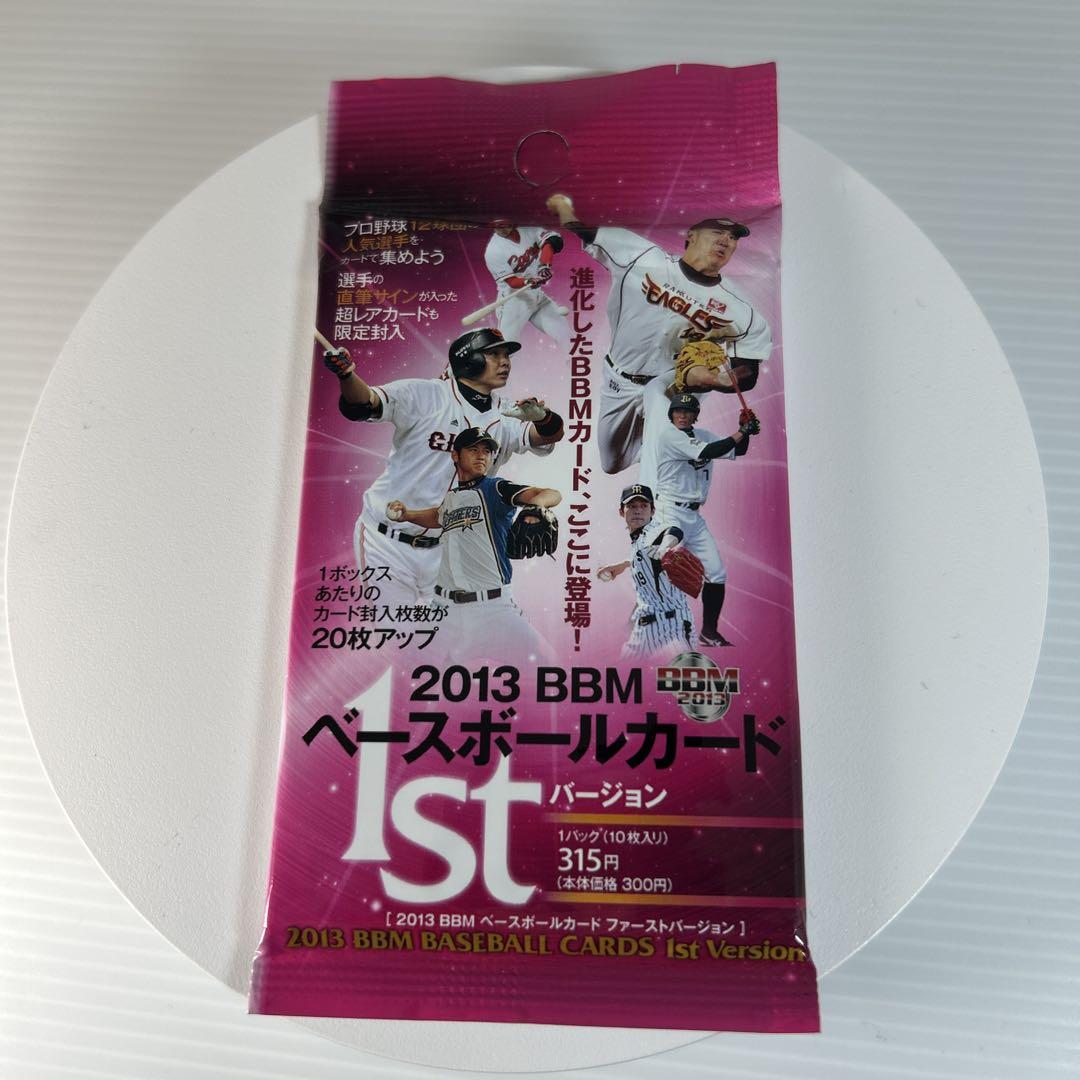 プロ野球12球団の
人気選手を
カードで集めよう
選手の
直筆サインが入った
超レアカードも
限定封入
進化したBBMカード、ここに登場！
RAKUTEN
EAGLES
1ボックス
あたりの
カード封入枚数が
20枚アップ
19
7
2013 BBM
BBM
2013
ベースボールカード
1st
バージョン
1パック（10枚入り）
315円
（本体価格 300円）
[ 2013 BBM ベースボールカード ファーストバージョン ]
2013 BBM BASEBALL CARDS 1st Version